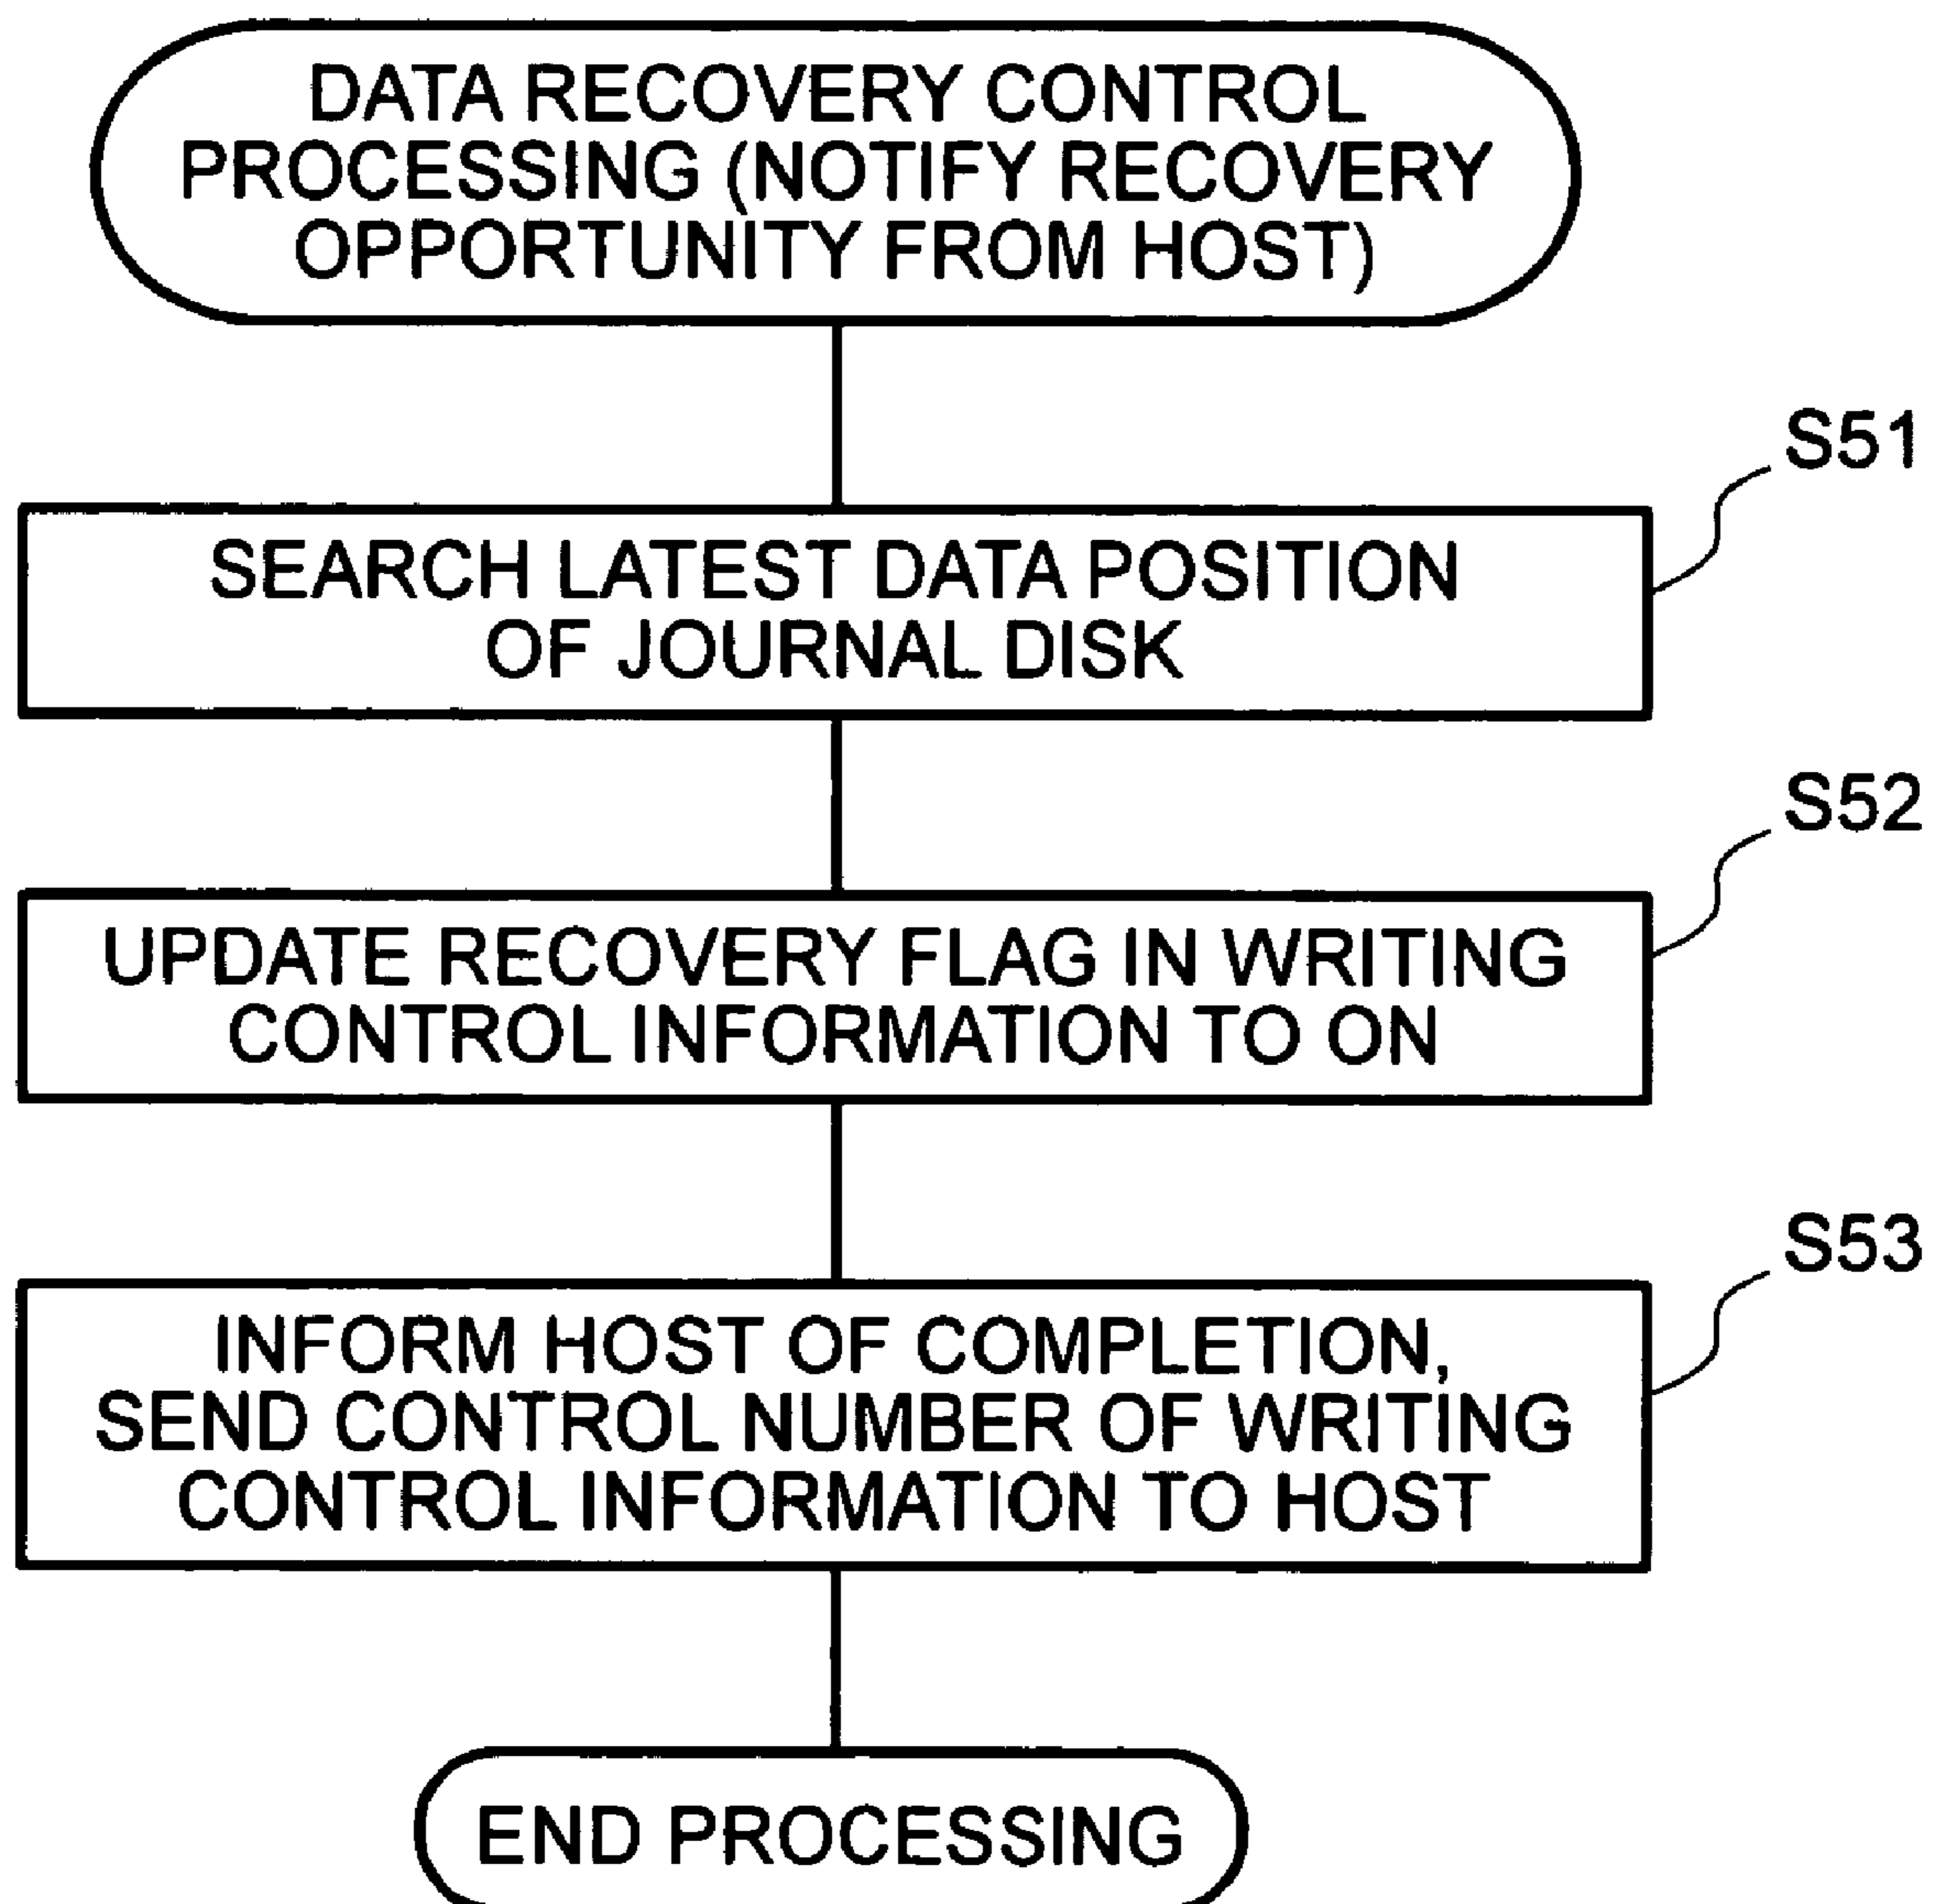 DATA RECOVERY CONTROL
PROCESSING (NOTIFY RECOVERY
OPPORTUNITY FROM HOST)
S51
SEARCH LATEST DATA POSITION
OF JOURNAL DISK
S52
UPDATE RECOVERY FLAG IN WRITING
CONTROL INFORMATION TO ON
S53
INFORM HOST OF COMPLETION,
SEND CONTROL NUMBER OF WRITING
CONTROL INFORMATION TO HOST
END PROCESSING